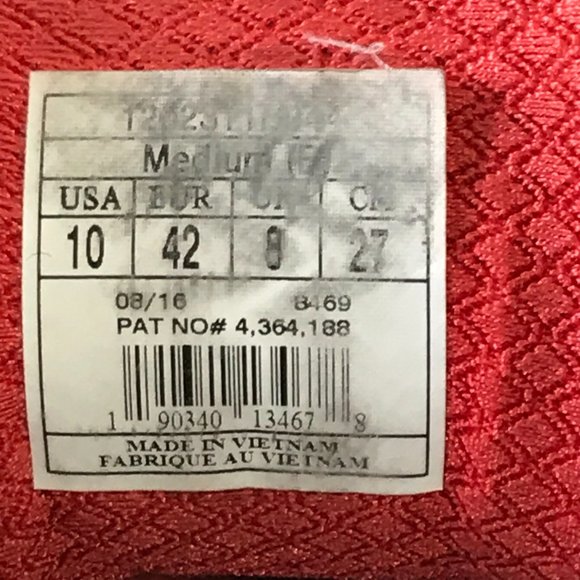 Medium
USA EUR
10 42 8 27
08/16 8469
PAT NO# 4,364,188
1 90340 13467 8
MADE IN VIETNAM
FABRIQUE AU VIETNAM